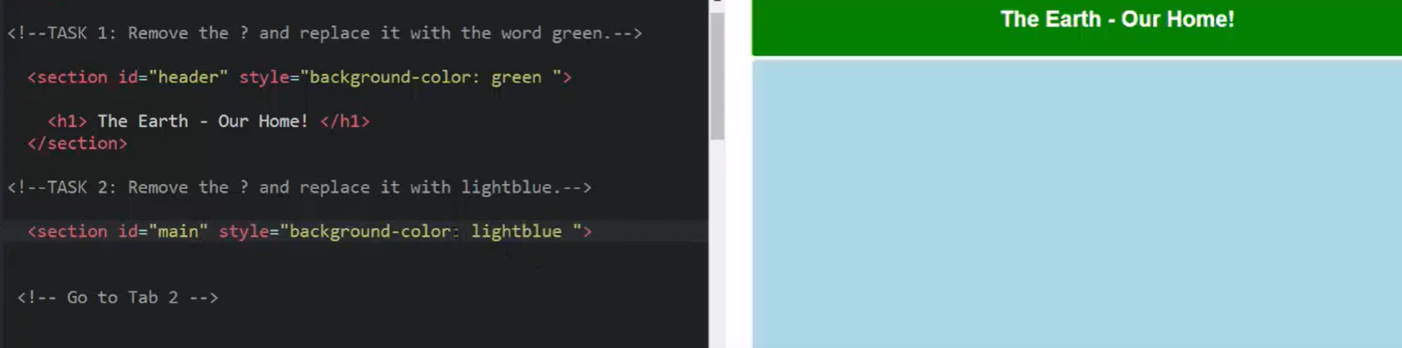 <!--TASK 1: Remove the ? and replace it with the word green.-->
<section id="header" style="background-color: green ">
<h1> The Earth - Our Home! </h1>
</section>
<!--TASK 2: Remove the ? and replace it with lightblue.-->
<section id="main" style="background-color: lightblue ">
<!-- Go to Tab 2 -->
The Earth - Our Home!